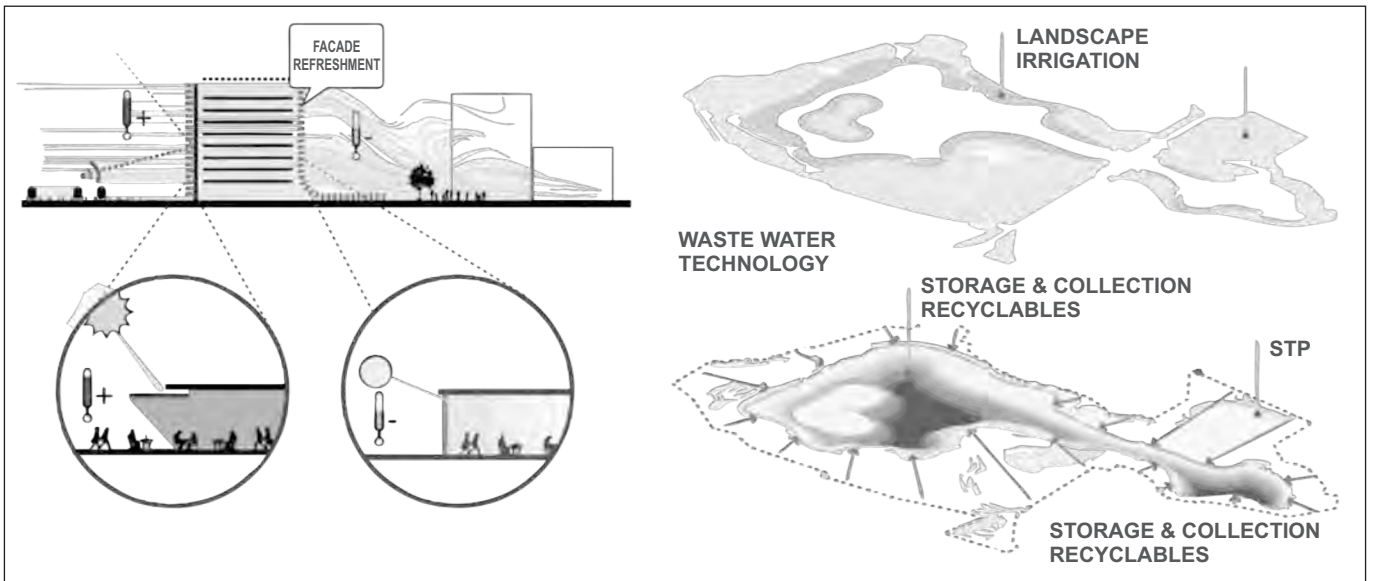 FACADE
REFRESHMENT
+
-
+
-
LANDSCAPE
IRRIGATION
WASTE WATER
TECHNOLOGY
STORAGE & COLLECTION
RECYCLABLES
STP
STORAGE & COLLECTION
RECYCLABLES